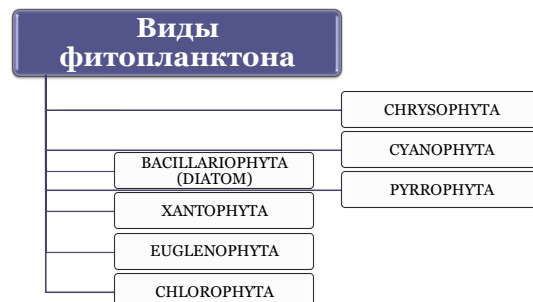 Виды
фитопланктона
CHRYSOPHYTA
CYANOPHYTA
BACILLARIOPHYTA
(DIATOM)
PYRROPHYTA
XANTOPHYTA
EUGLENOPHYTA
CHLOROPHYTA